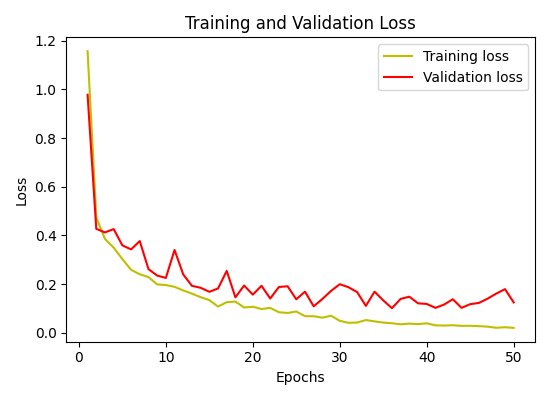 Training and Validation Loss
Training loss
Validation loss
1.2
1.0
0.8
0.6
0.4
0.2
0.0
Loss
0 10 20 30 40 50
Epochs